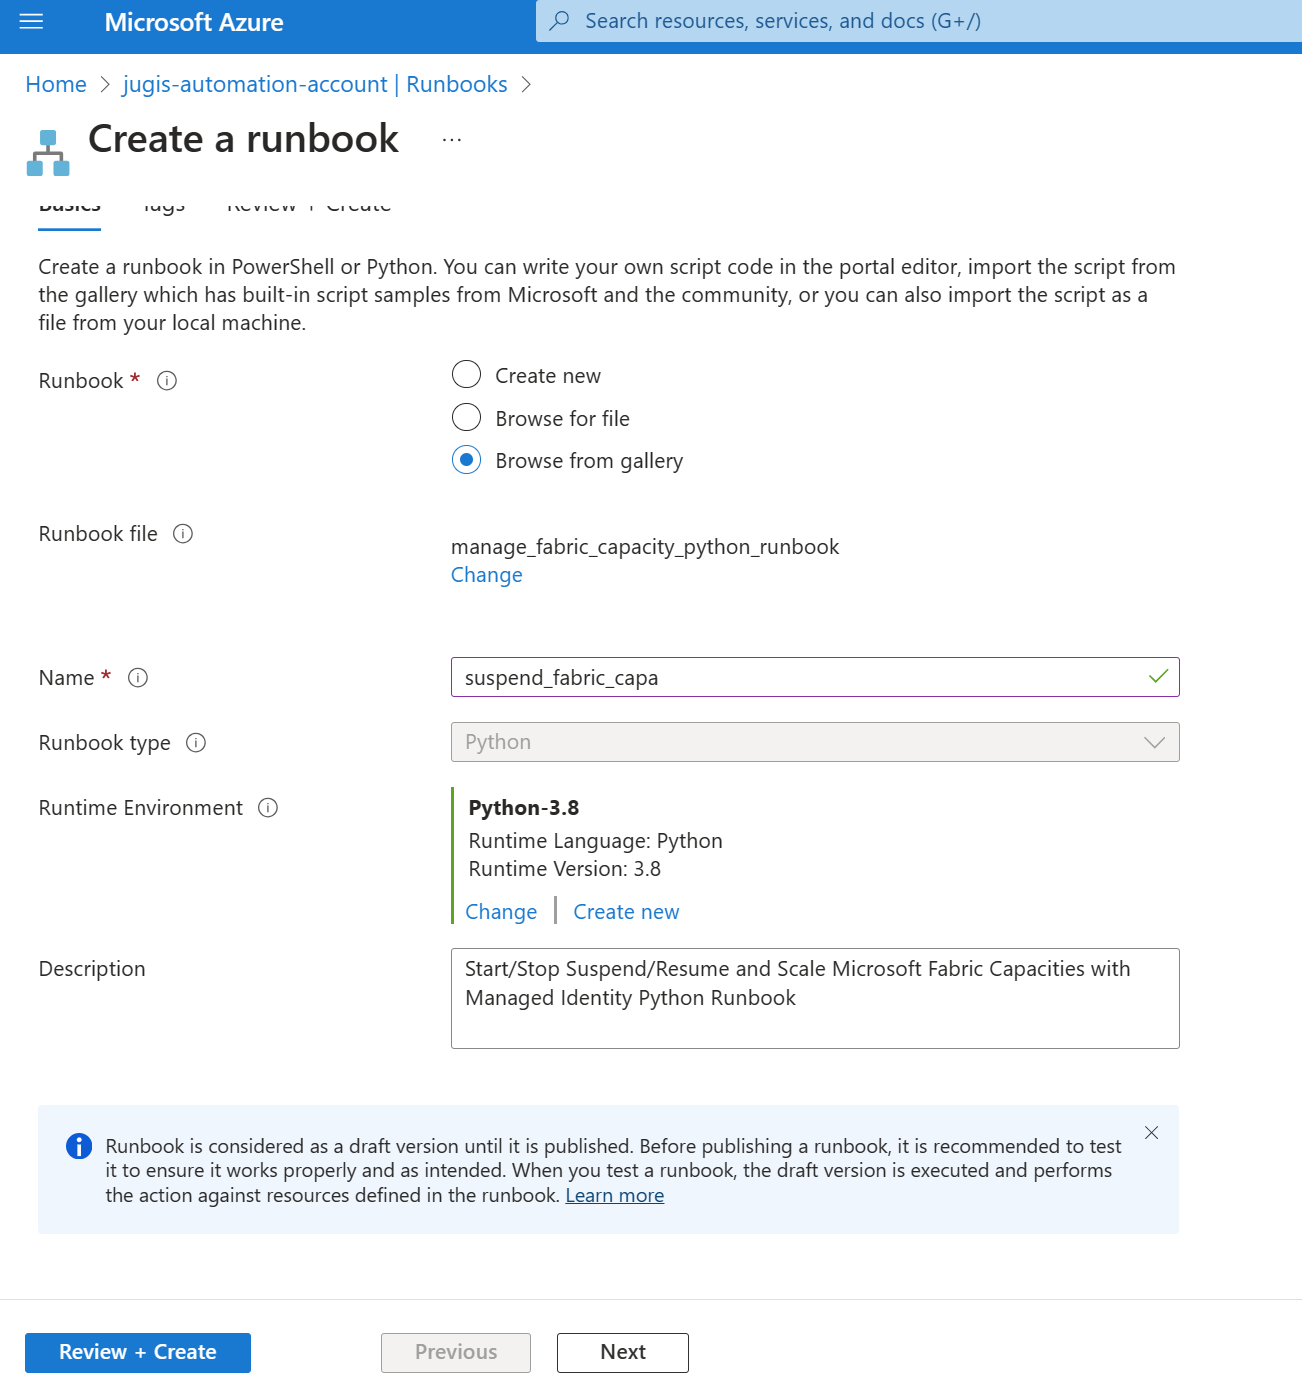 Microsoft Azure
Search resources, services, and docs (G+/)
Home > jugis-automation-account | Runbooks >
Create a runbook ...
Basics Tags Review + Create
Create a runbook in PowerShell or Python. You can write your own script code in the portal editor, import the script from
the gallery which has built-in script samples from Microsoft and the community, or you can also import the script as a
file from your local machine.
Runbook *
Create new
Browse for file
Browse from gallery
Runbook file
manage_fabric_capacity_python_runbook
Change
Name *
suspend_fabric_capa
Runbook type
Python
Runtime Environment
Python-3.8
Runtime Language: Python
Runtime Version: 3.8
Change | Create new
Description
Start/Stop Suspend/Resume and Scale Microsoft Fabric Capacities with
Managed Identity Python Runbook
Runbook is considered as a draft version until it is published. Before publishing a runbook, it is recommended to test
it to ensure it works properly and as intended. When you test a runbook, the draft version is executed and performs
the action against resources defined in the runbook. Learn more
Review + Create
Previous
Next